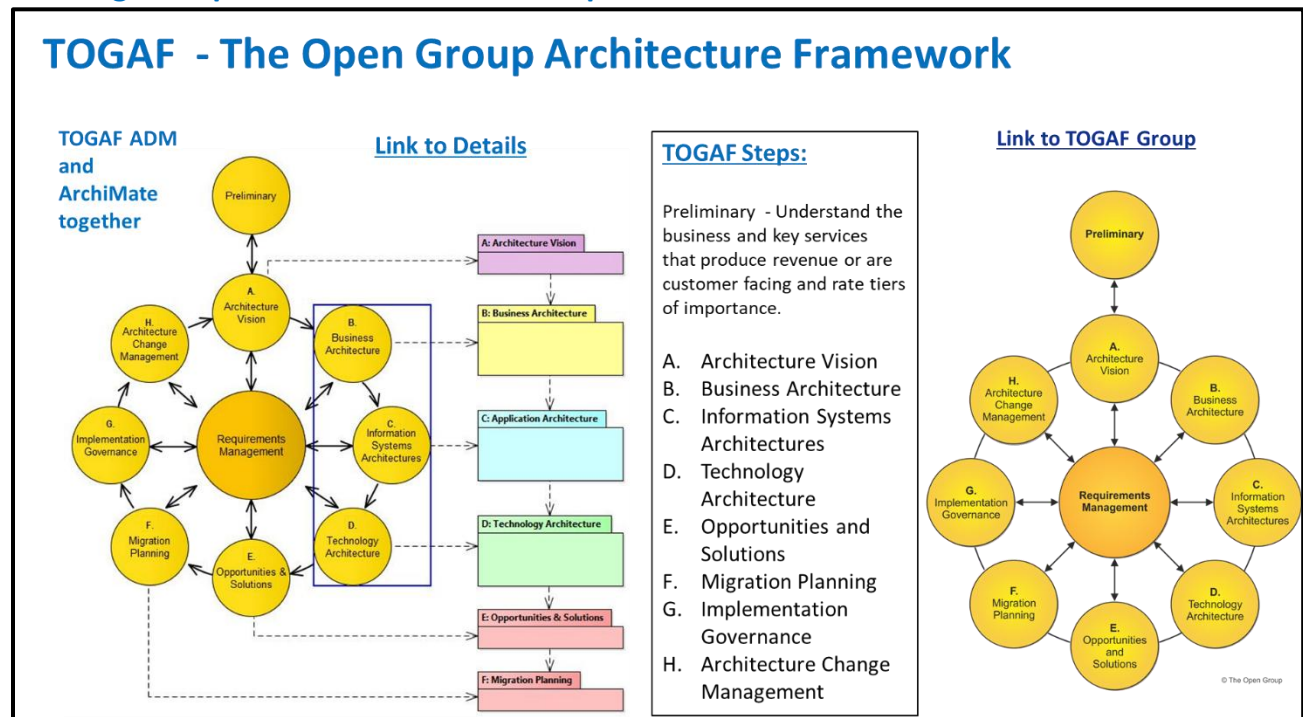 TOGAF - The Open Group Architecture Framework
TOGAF ADM
and
ArchiMate
together
Link to Details
Preliminary
A.
Architecture
Vision
B.
Business
Architecture
C.
Information
Systems
Architectures
D.
Technology
Architecture
E.
Opportunities &
Solutions
F.
Migration
Planning
G.
Implementation
Governance
H.
Architecture
Change
Management
Requirements
Management
A: Architecture Vision
B: Business Architecture
C: Application Architecture
D: Technology Architecture
E: Opportunities & Solutions
F: Migration Planning
TOGAF Steps:
Preliminary - Understand the
business and key services
that produce revenue or are
customer facing and rate tiers
of importance.
A. Architecture Vision
B. Business Architecture
C. Information Systems
Architectures
D. Technology
Architecture
E. Opportunities and
Solutions
F. Migration Planning
G. Implementation
Governance
H. Architecture Change
Management
Link to TOGAF Group
Preliminary
A.
Architecture
Vision
B.
Business
Architecture
C.
Information
Systems
Architectures
D.
Technology
Architecture
E.
Opportunities
and
Solutions
F.
Migration
Planning
G.
Implementation
Governance
H.
Architecture
Change
Management
Requirements
Management
© The Open Group